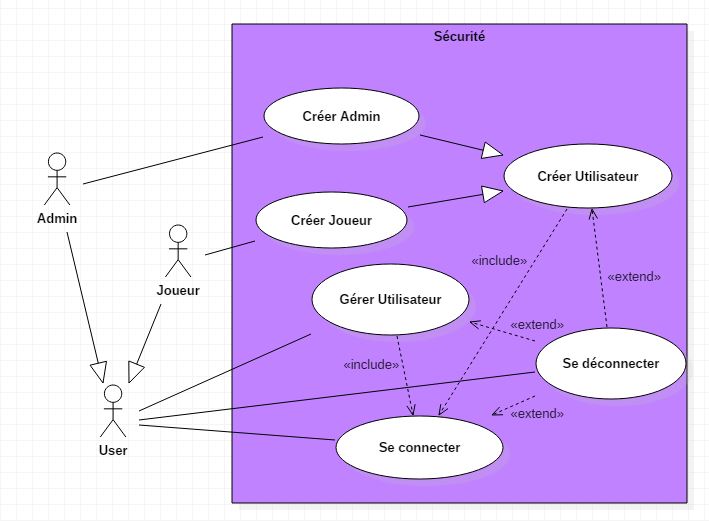 Sécurité
Créer Admin
Créer Utilisateur
Admin
Créer Joueur
Joueur
«include»
«extend»
Gérer Utilisateur
«extend»
«include»
Se déconnecter
«extend»
Se connecter
User